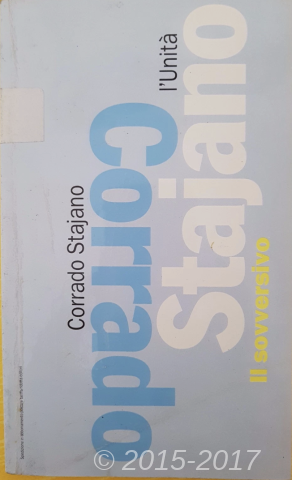 Corrado Stajano
l'Unità
Corrado
Stajano
Il sovversivo
© 2015-2017